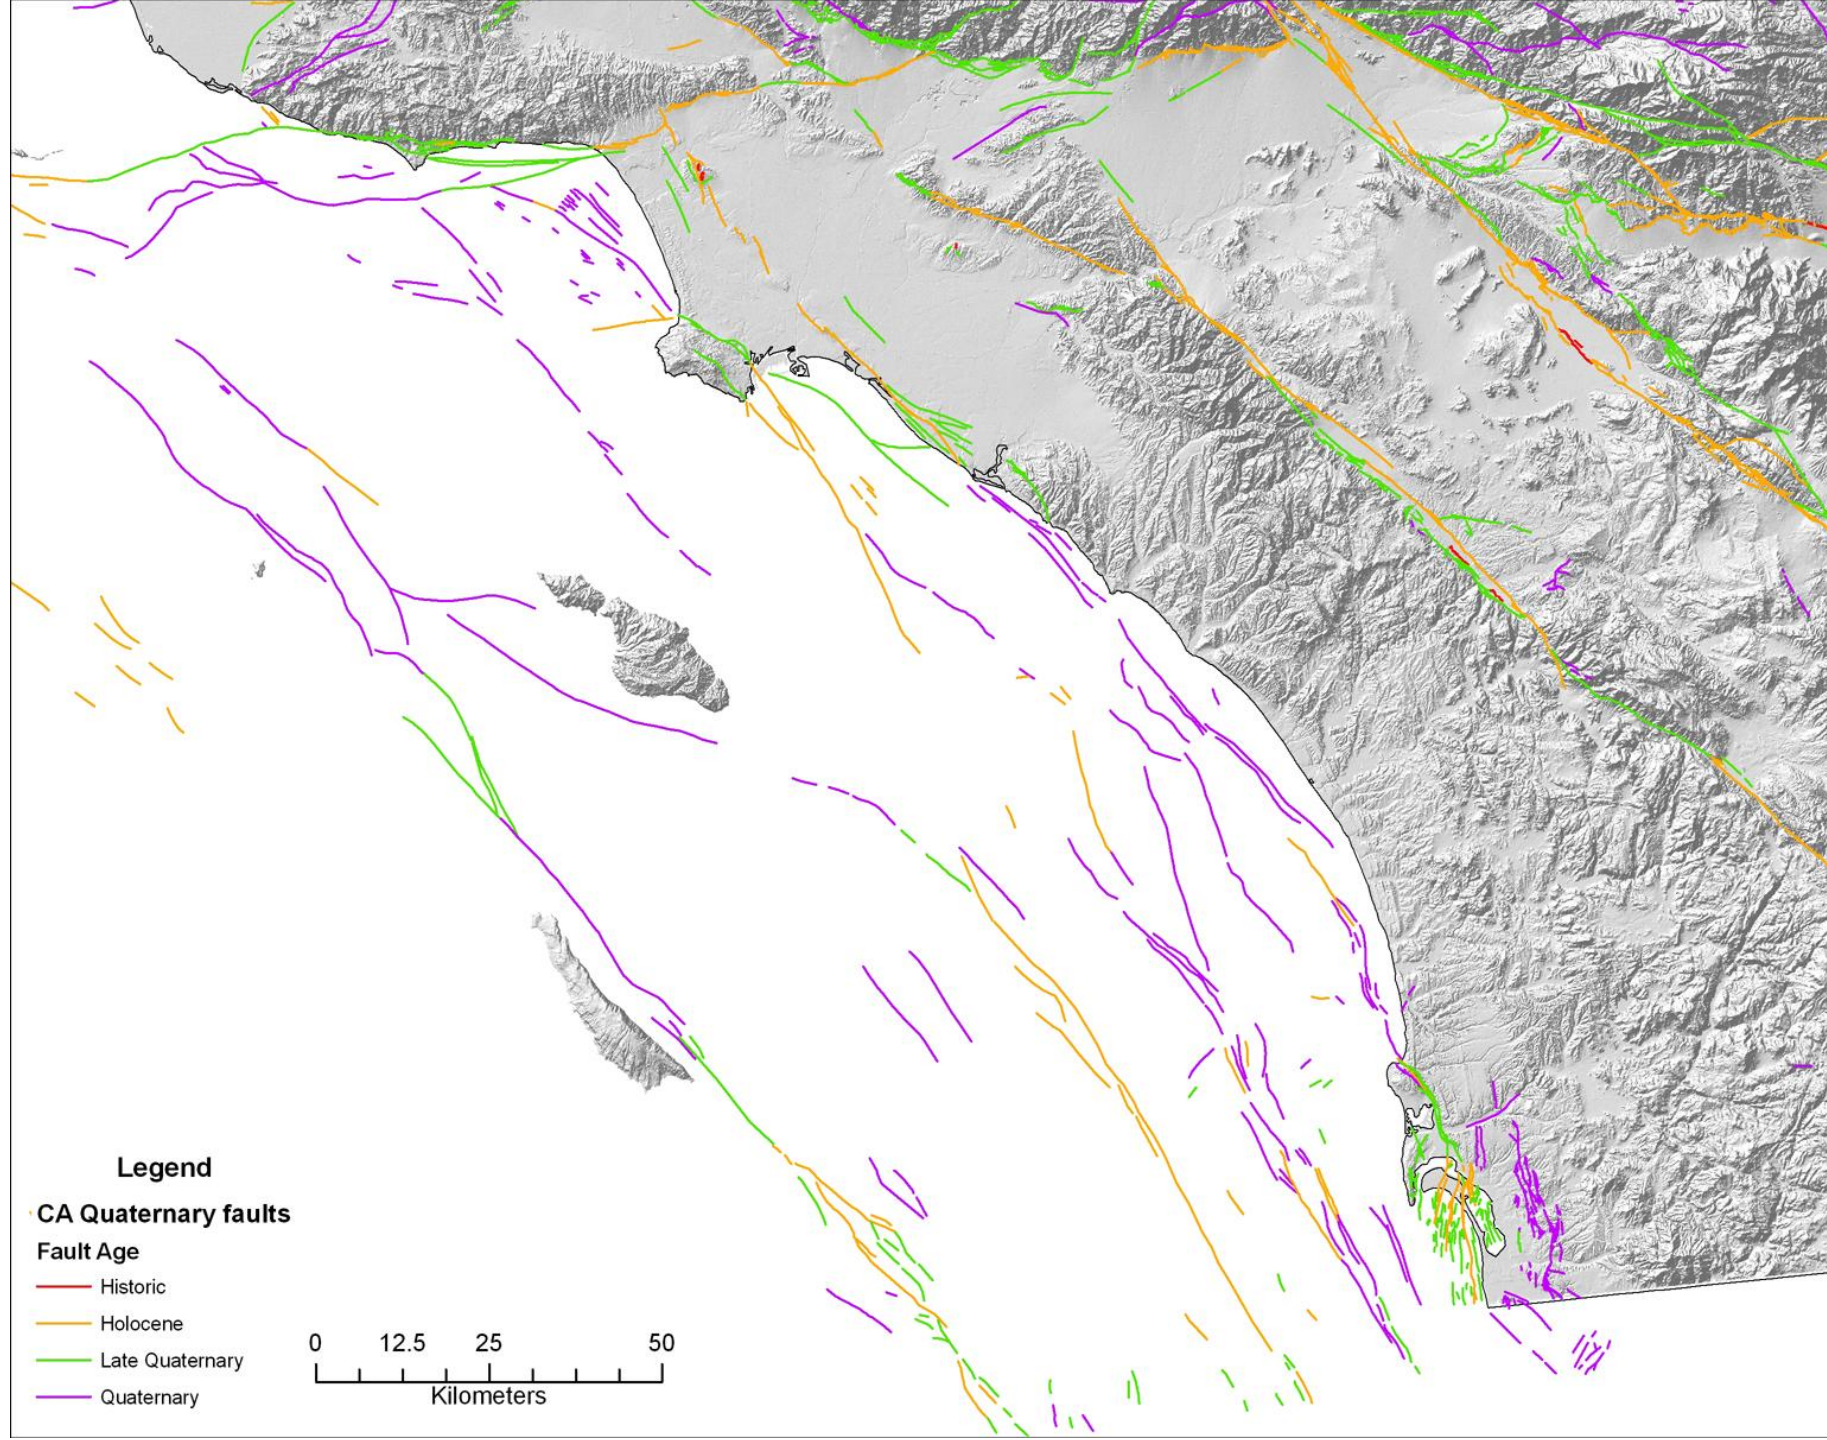 Legend
CA Quaternary faults
Fault Age
Historic
Holocene
Late Quaternary
Quaternary
0 12.5 25 50
Kilometers